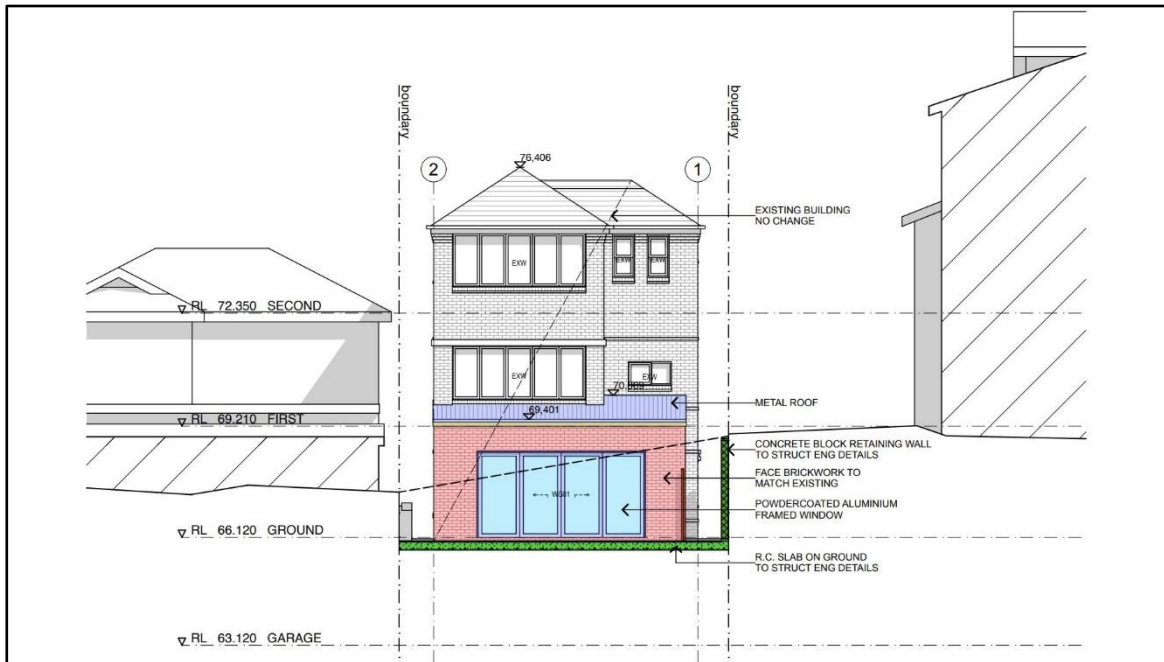 boundary
boundary
76,406
2
1
EXISTING BUILDING
NO CHANGE
EXW
EXW
EXW
RL 72.350 SECOND
EXW
EXW
METAL ROOF
69,401
RL 69.210 FIRST
CONCRETE BLOCK RETAINING WALL
TO STRUCT ENG DETAILS
FACE BRICKWORK TO
MATCH EXISTING
WG01
POWDERCOATED ALUMINIUM
FRAMED WINDOW
RL 66.120 GROUND
R.C. SLAB ON GROUND
TO STRUCT ENG DETAILS
RL 63.120 GARAGE